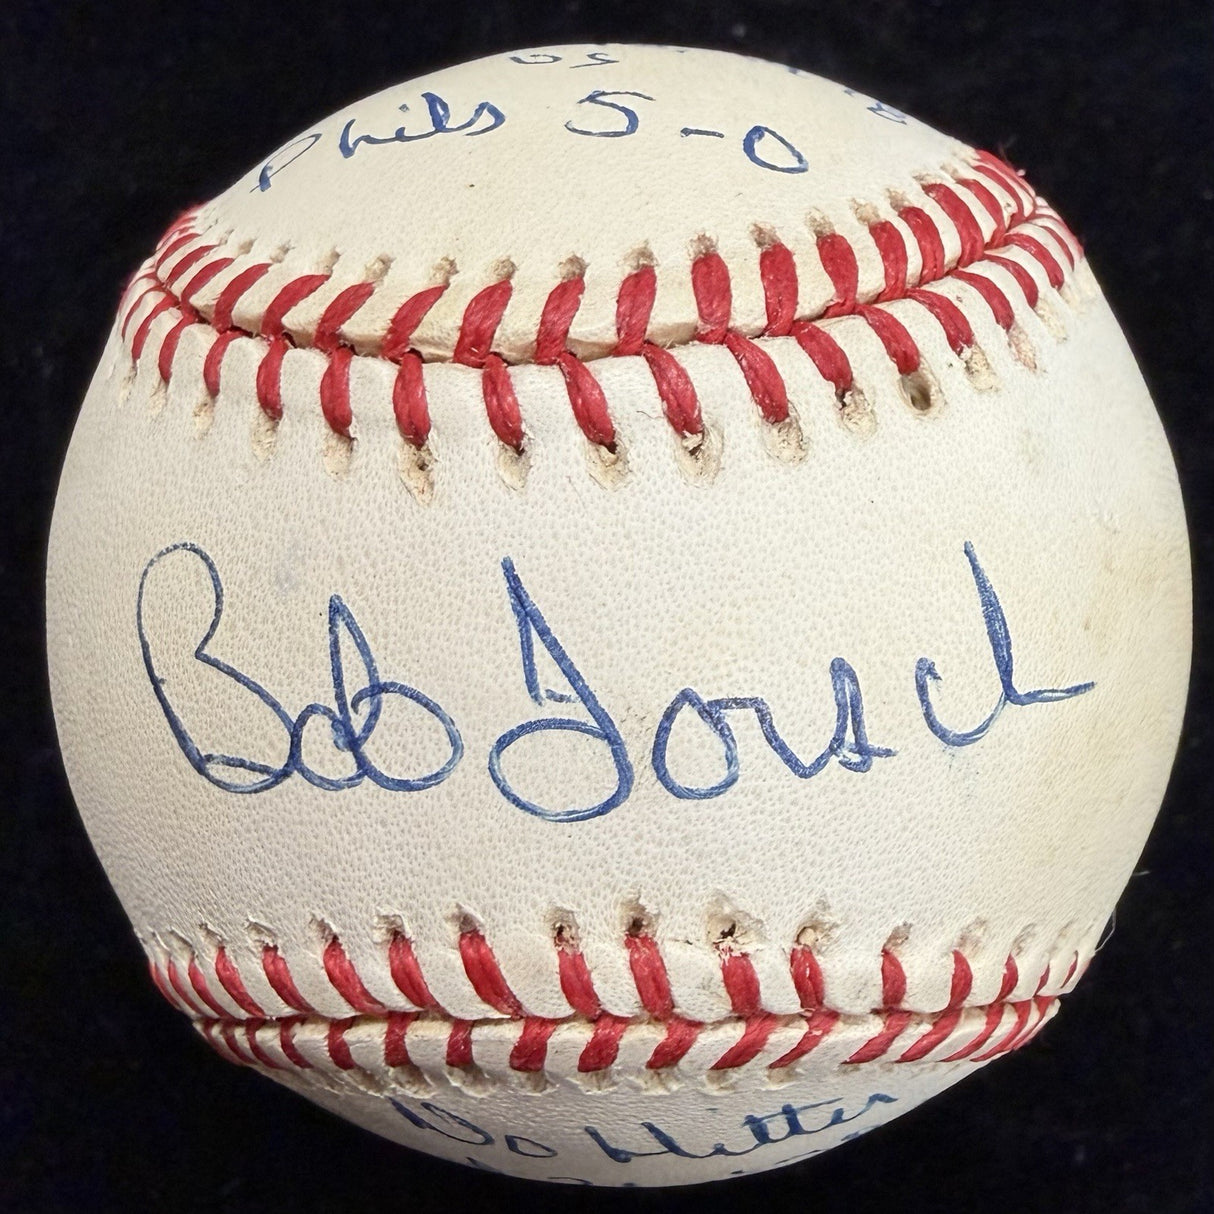 Phils 5-0
Bob Forsch
No Hitter